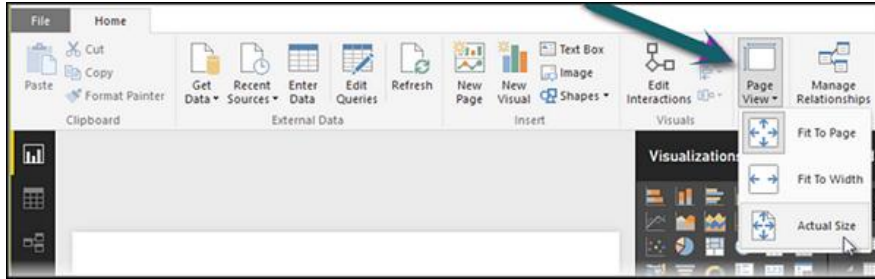 File Home
Cut
Copy
Format Painter
Paste
Clipboard
Get Data
Recent Sources
Enter Data
Edit Queries
Refresh
External Data
New Page
New Visual
Text Box
Image
Shapes
Insert
Edit Interactions
Visuals
Page View
Manage Relationships
Fit To Page
Fit To Width
Actual Size
Visualizations